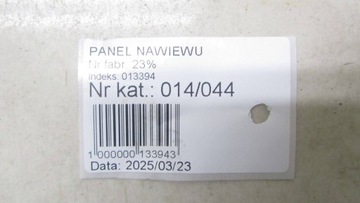 PANEL NAWIEWU
Nr fabr. 23%
Indeks: 013394
Nr kat.: 014/044
1 000000 133943
Data: 2025/03/23